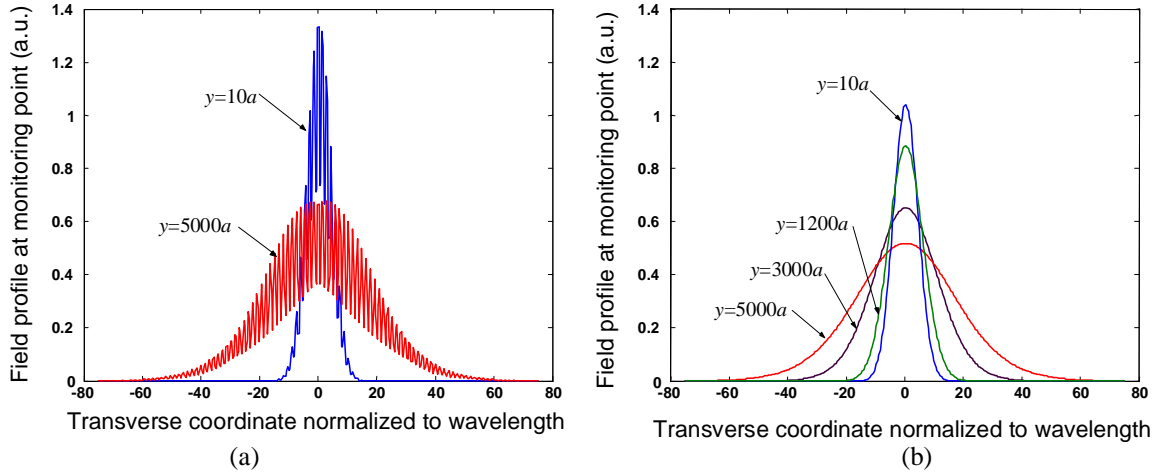 Field profile at monitoring point (a.u.)
1.4
1.2
1
0.8
0.6
0.4
0.2
0
-80
-60
-40
-20
0
20
40
60
80
y=10a
y=5000a
Transverse coordinate normalized to wavelength
(a)
Field profile at monitoring point (a.u.)
1.4
1.2
1
0.8
0.6
0.4
0.2
0
-80
-60
-40
-20
0
20
40
60
80
y=10a
y=1200a
y=3000a
y=5000a
Transverse coordinate normalized to wavelength
(b)